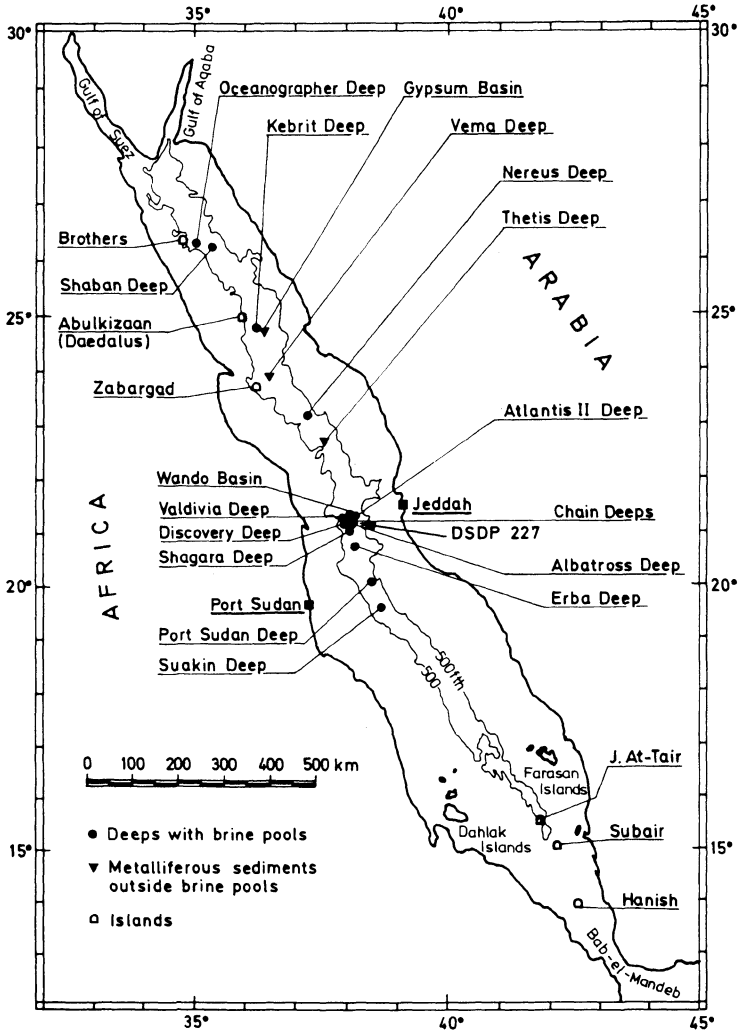 35°
40°
45°
30°
30°
Gulf of Suez
Gulf of Aqaba
Oceanographer Deep
Gypsum Basin
Kebrit Deep
Vema Deep
Nereus Deep
Thetis Deep
Brothers
Shaban Deep
ARABIA
25°
25°
Abulkizaan
(Daedalus)
Zabargad
Atlantis II Deep
Wando Basin
Jeddah
Valdivia Deep
Chain Deeps
Discovery Deep
DSDP 227
Shagara Deep
Albatross Deep
AFRICA
20°
20°
Erba Deep
Port Sudan
Port Sudan Deep
Suakin Deep
500
500fth
0 100 200 300 400 500 km
J. At-Tair
Farasan
Islands
Deeps with brine pools
Dahlak
Islands
Subair
15°
15°
Metalliferous sediments
outside brine pools
Hanish
Islands
Bab-el-Mandeb
35°
40°
45°